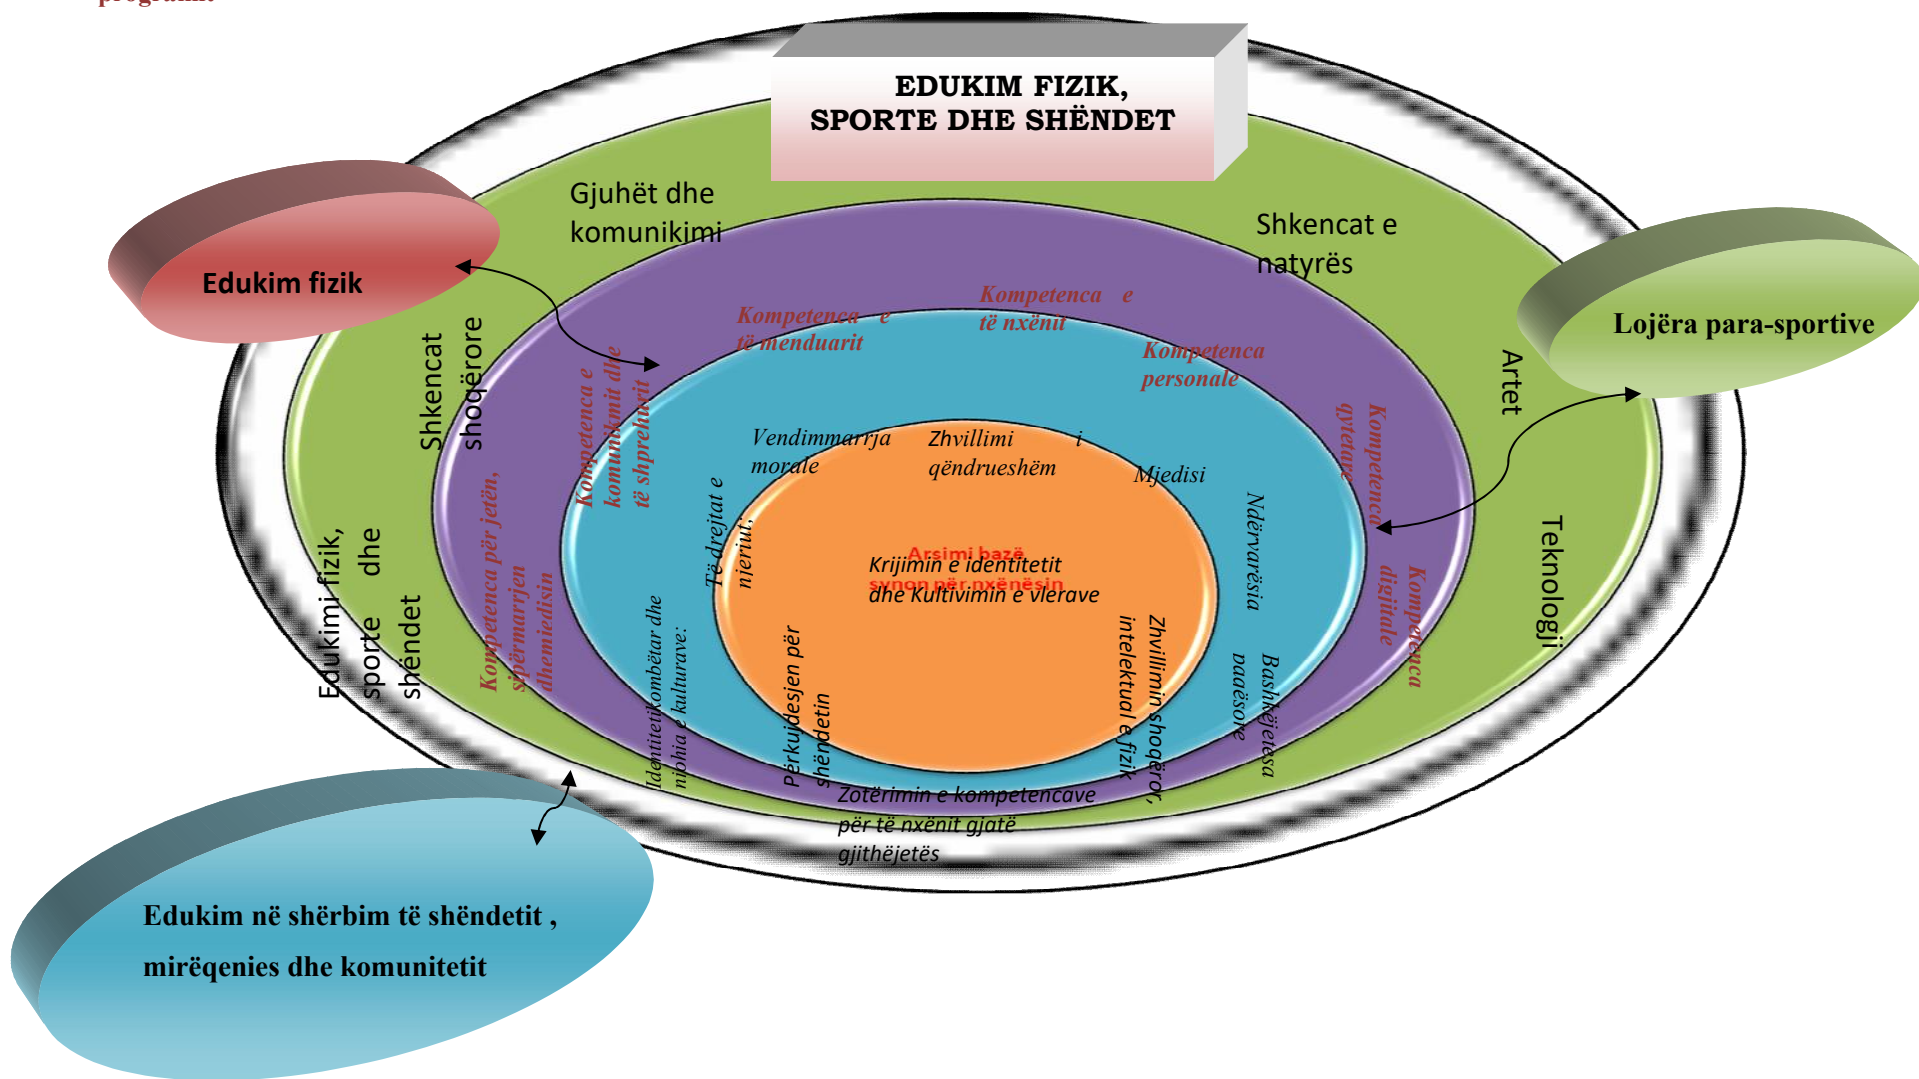 programit
EDUKIM FIZIK,
SPORTE DHE SHËNDET
Gjuhët dhe
komunikimi
Shkencat e
natyrës
Edukim fizik
Lojëra para-sportive
Shkencat
shoqërore
Artet
Teknologji
Edukimi fizik,
sporte dhe
shëndet
Kompetenca e
të menduarit
Kompetenca e
të nxënit
Kompetenca
personale
Kompetenca e
komunikimit dhe
të shprehurit
Kompetenca
qytetare
Kompetenca për jetën,
sipërmarrjen
dhemjedisin
Kompetenca
digjitale
Vendimmarrja
morale
Zhvillimi i
qëndrueshëm
Mjedisi
Të drejtat e
njeriut;
Ndërvarësia
Arsimi bazë
synon për nxënësin
Krijimin e identitetit
dhe Kultivimin e vlerave
Identitetikombëtar dhe
njohja e kulturave:
Përkujdesjen për
shëndetin
Zhvillimin shoqëror,
intelektual e fizik
Bashkëjetesa
paqësore
Zotërimin e kompetencave
për të nxënit gjatë
gjithëjetës
Edukim në shërbim të shëndetit ,
mirëqenies dhe komunitetit